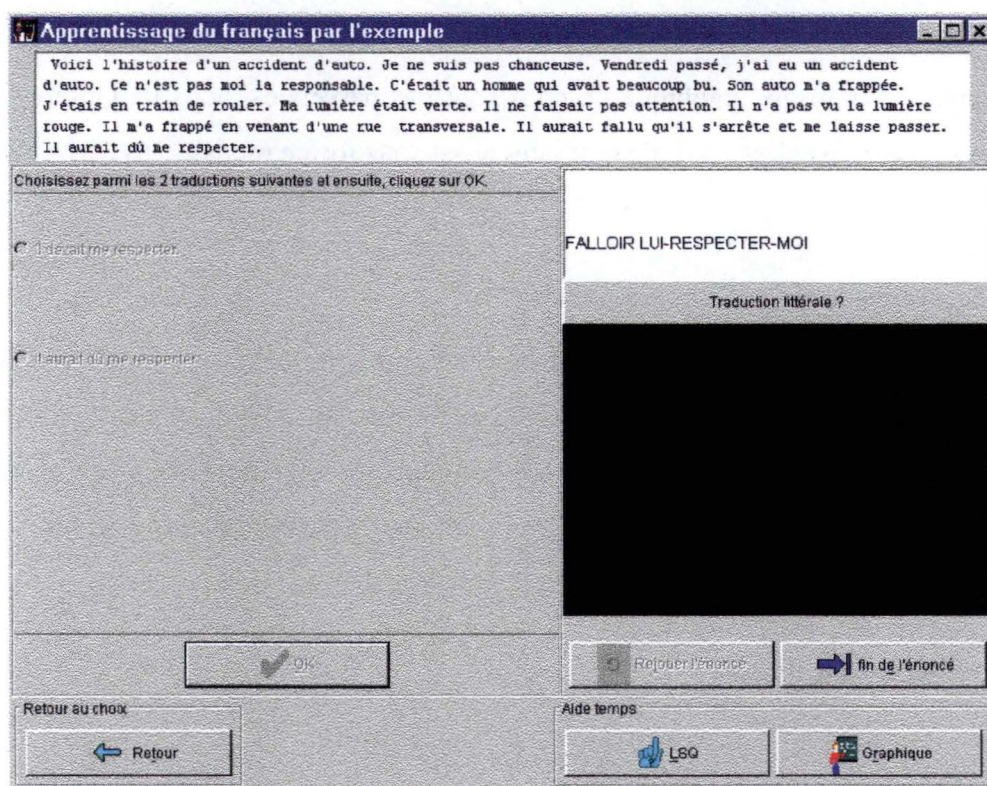 Apprentissage du français par l'exemple
Voici l'histoire d'un accident d'auto. Je ne suis pas chanceuse. Vendredi passé, j'ai eu un accident
d'auto. Ce n'est pas moi la responsable. C'était un homme qui avait beaucoup bu. Son auto m'a frappée.
J'étais en train de rouler. Ma lumière était verte. Il ne faisait pas attention. Il n'a pas vu la lumière
rouge. Il m'a frappé en venant d'une rue transversale. Il aurait fallu qu'il s'arrête et me laisse passer.
Il aurait dû me respecter.
Choisissez parmi les 2 traductions suivantes et ensuite, cliquez sur OK.
Il devait me respecter.
Il aurait dû me respecter.
FALLOIR LUI-RESPECTER-MOI
Traduction littérale ?
OK
Rejouer l'énoncé
fin de l'énoncé
Retour au choix
Retour
Aide temps
LSQ
Graphique